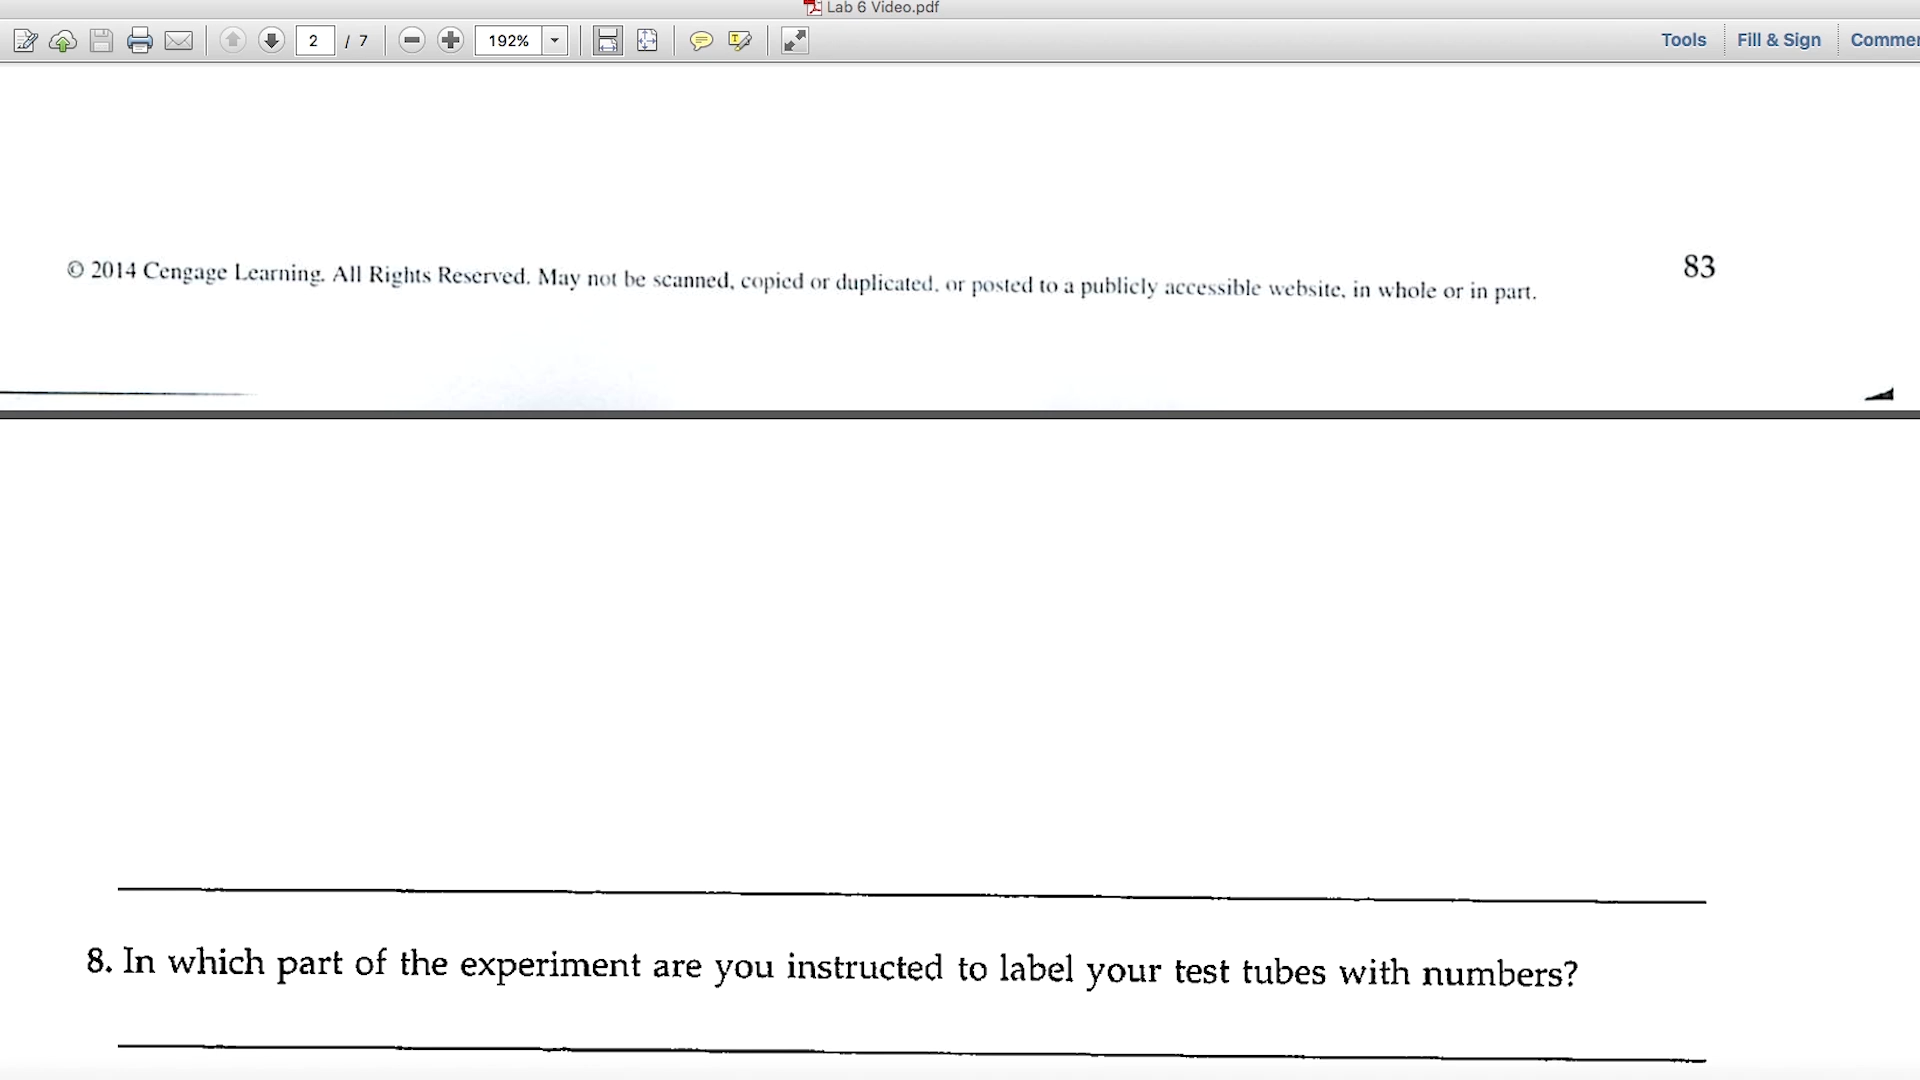 Lab 6 Video.pdf
2 / 7 192% Tools Fill & Sign Commen
© 2014 Cengage Learning. All Rights Reserved. May not be scanned, copied or duplicated, or posted to a publicly accessible website, in whole or in part. 83
8. In which part of the experiment are you instructed to label your test tubes with numbers?